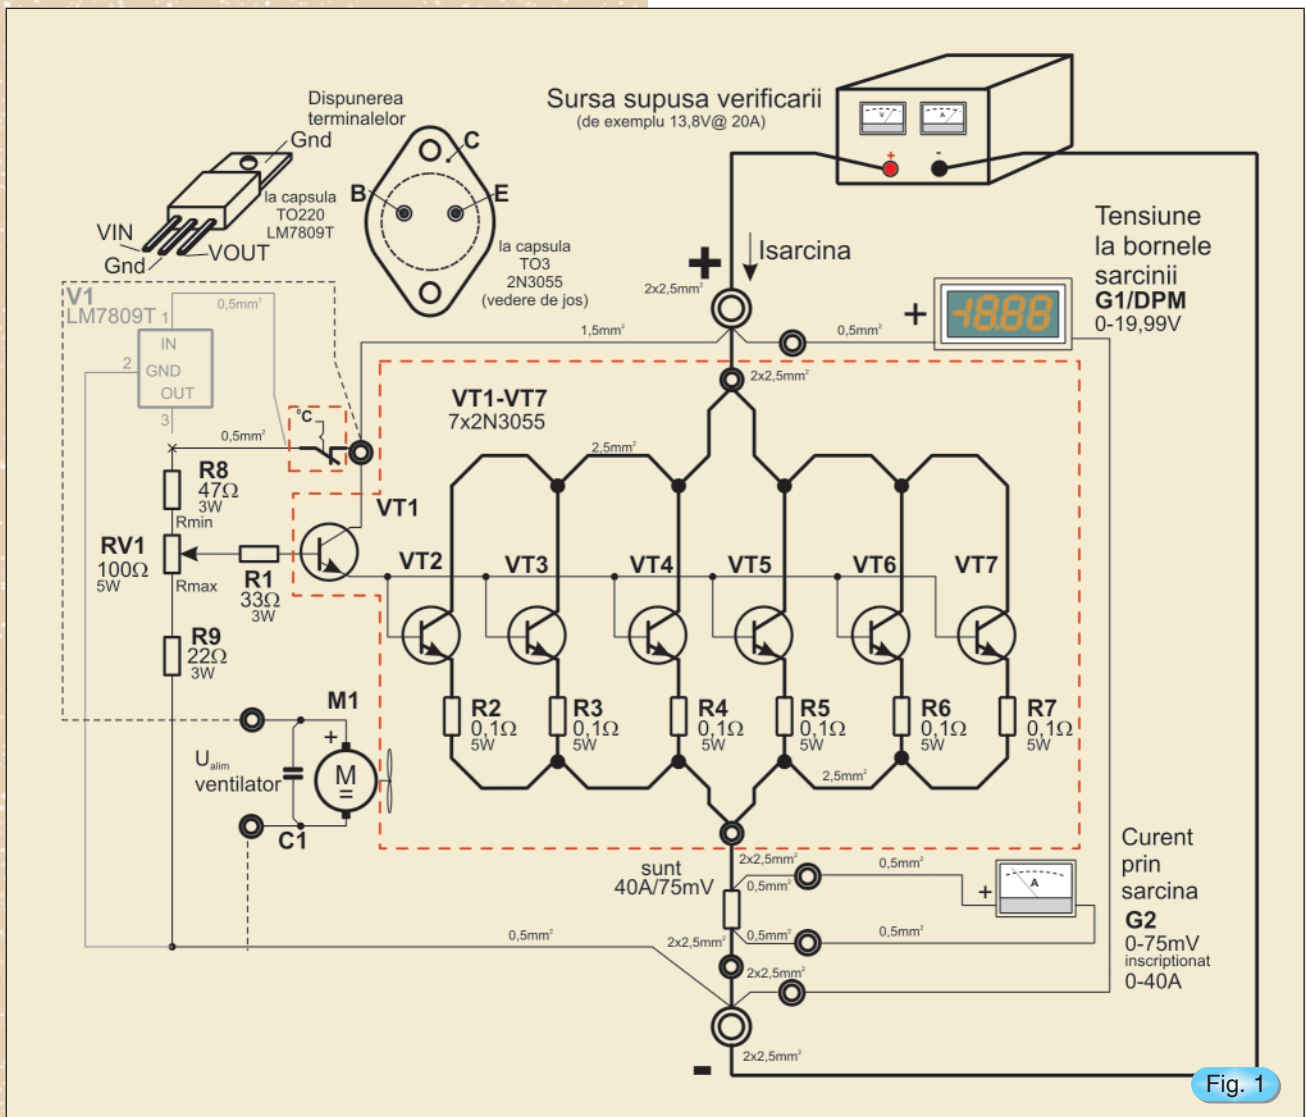 Dispunerea
terminalelor
Gnd
VIN
Gnd
VOUT
la capsula
TO220
LM7809T
B
C
E
la capsula
TO3
2N3055
(vedere de jos)
Sursa supusa verificarii
(de exemplu 13,8V@ 20A)
V
A
+
-
+
Isarcina
2x2,5mm²
Tensiune
la bornele
sarcinii
G1/DPM
0-19,99V
+
-18.88
V1
LM7809T
1
0,5mm²
IN
2
GND
OUT
3
1,5mm²
0,5mm²
2x2,5mm²
°C
0,5mm²
VT1-VT7
7x2N3055
2,5mm²
R8
47Ω
3W
Rmin
RV1
100Ω
5W
Rmax
R1
33Ω
3W
VT1
VT2
VT3
VT4
VT5
VT6
VT7
R9
22Ω
3W
R2
0,1Ω
5W
R3
0,1Ω
5W
R4
0,1Ω
5W
R5
0,1Ω
5W
R6
0,1Ω
5W
R7
0,1Ω
5W
2,5mm²
M1
+
M
=
Ualim
ventilator
C1
sunt
40A/75mV
2x2,5mm²
0,5mm²
0,5mm²
+
A
0,5mm²
0,5mm²
2x2,5mm²
2x2,5mm²
0,5mm²
Curent
prin
sarcina
G2
0-75mV
inscriptionat
0-40A
2x2,5mm²
-
Fig. 1